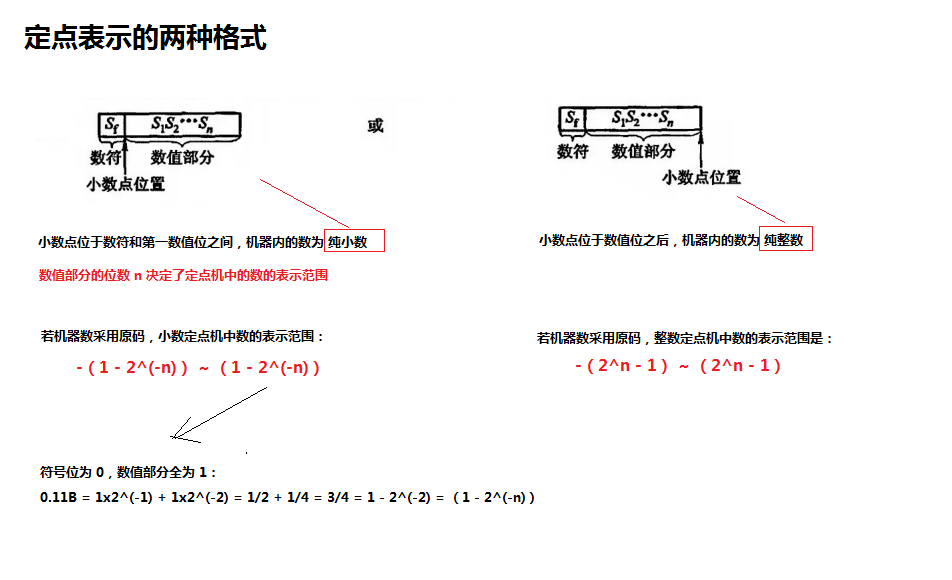 定点表示的两种格式
Sf S1S2…Sn
数符 数值部分
小数点位置
或
Sf S1S2…Sn
数符 数值部分
小数点位置
小数点位于数符和第一数值位之间，机器内的数为 纯小数
数值部分的位数 n 决定了定点机中的数的表示范围
小数点位于数值位之后，机器内的数为 纯整数
若机器数采用原码，小数定点机中数的表示范围：
-（1 - 2^(-n)）~（1 - 2^(-n)）
若机器数采用原码，整数定点机中数的表示范围是：
-（2^n - 1）~（2^n - 1）
符号位为 0，数值部分全为 1：
0.11B = 1x2^(-1) + 1x2^(-2) = 1/2 + 1/4 = 3/4 = 1 - 2^(-2) =（1 - 2^(-n)）